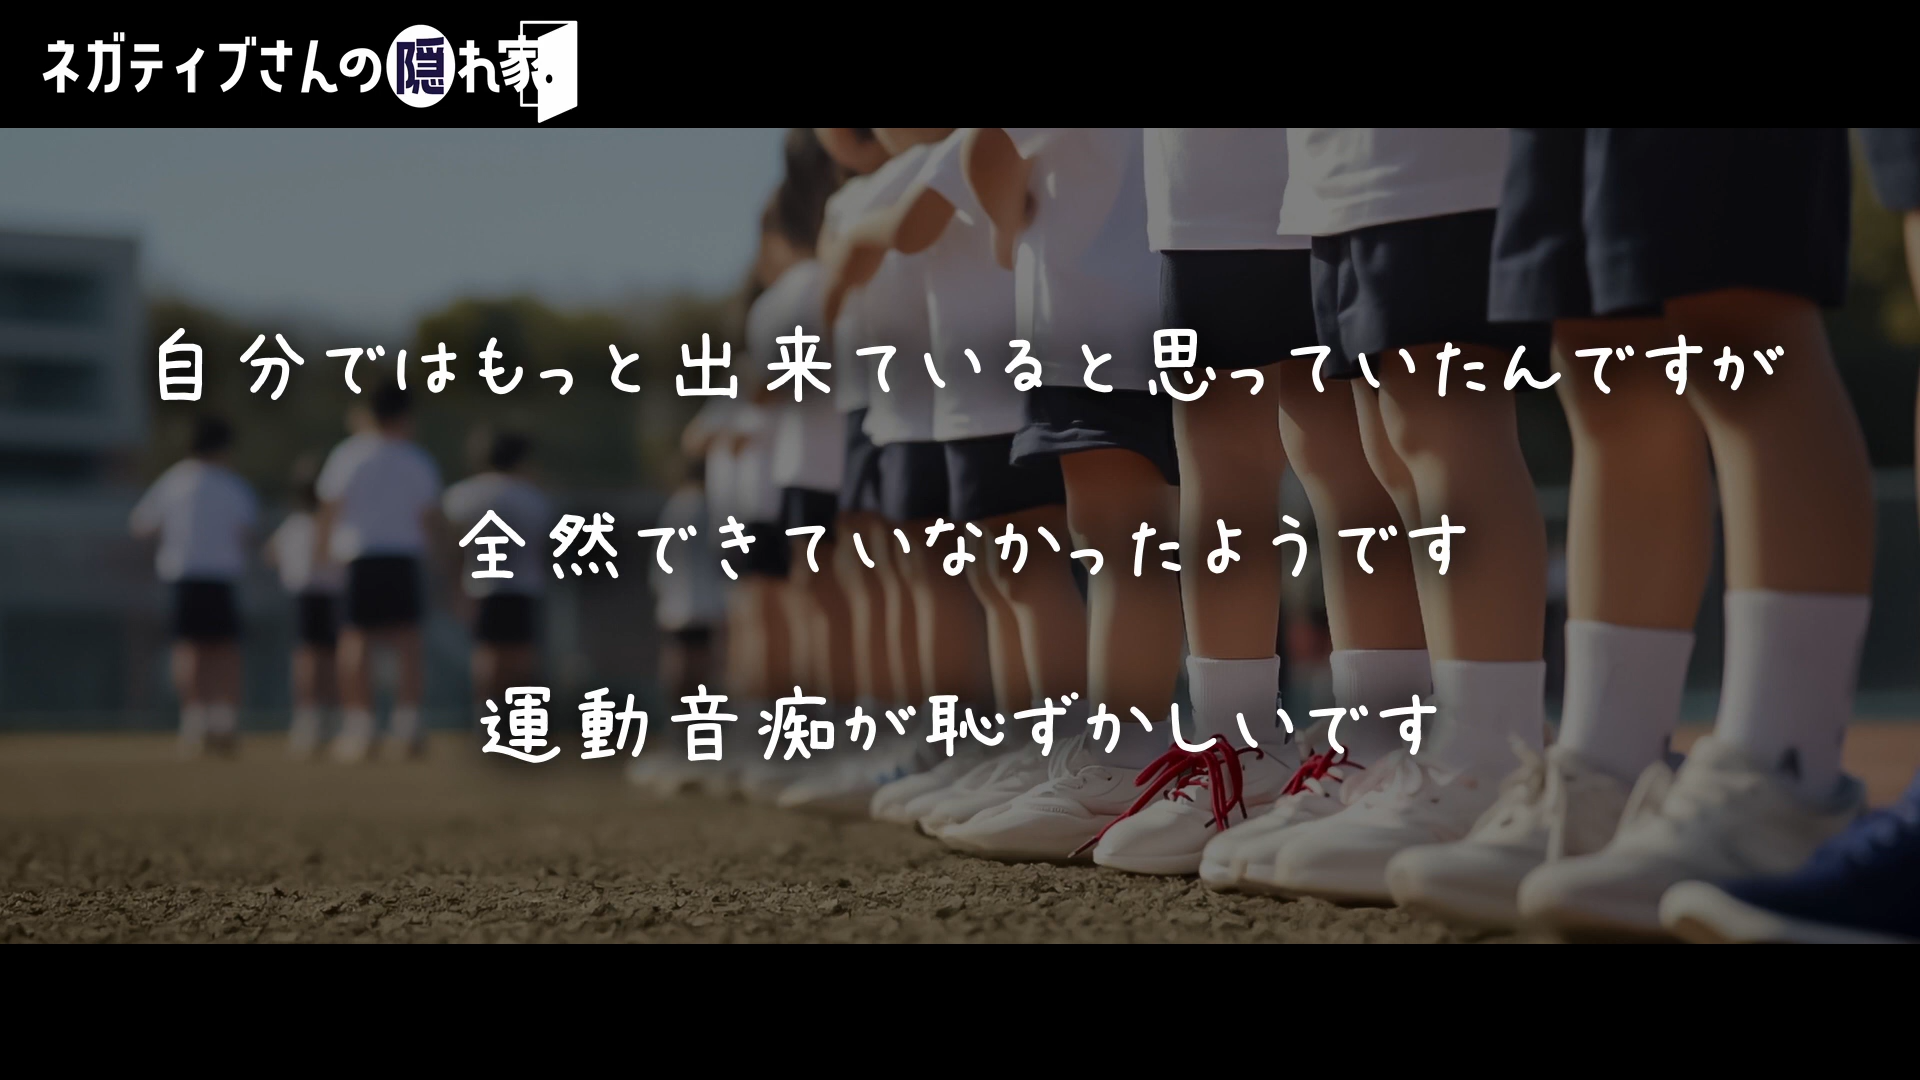 ネガティブさんの隠れ家
自分ではもっと出来ていると思っていたんですが
全然できていなかったようです
運動音痴が恥ずかしいです